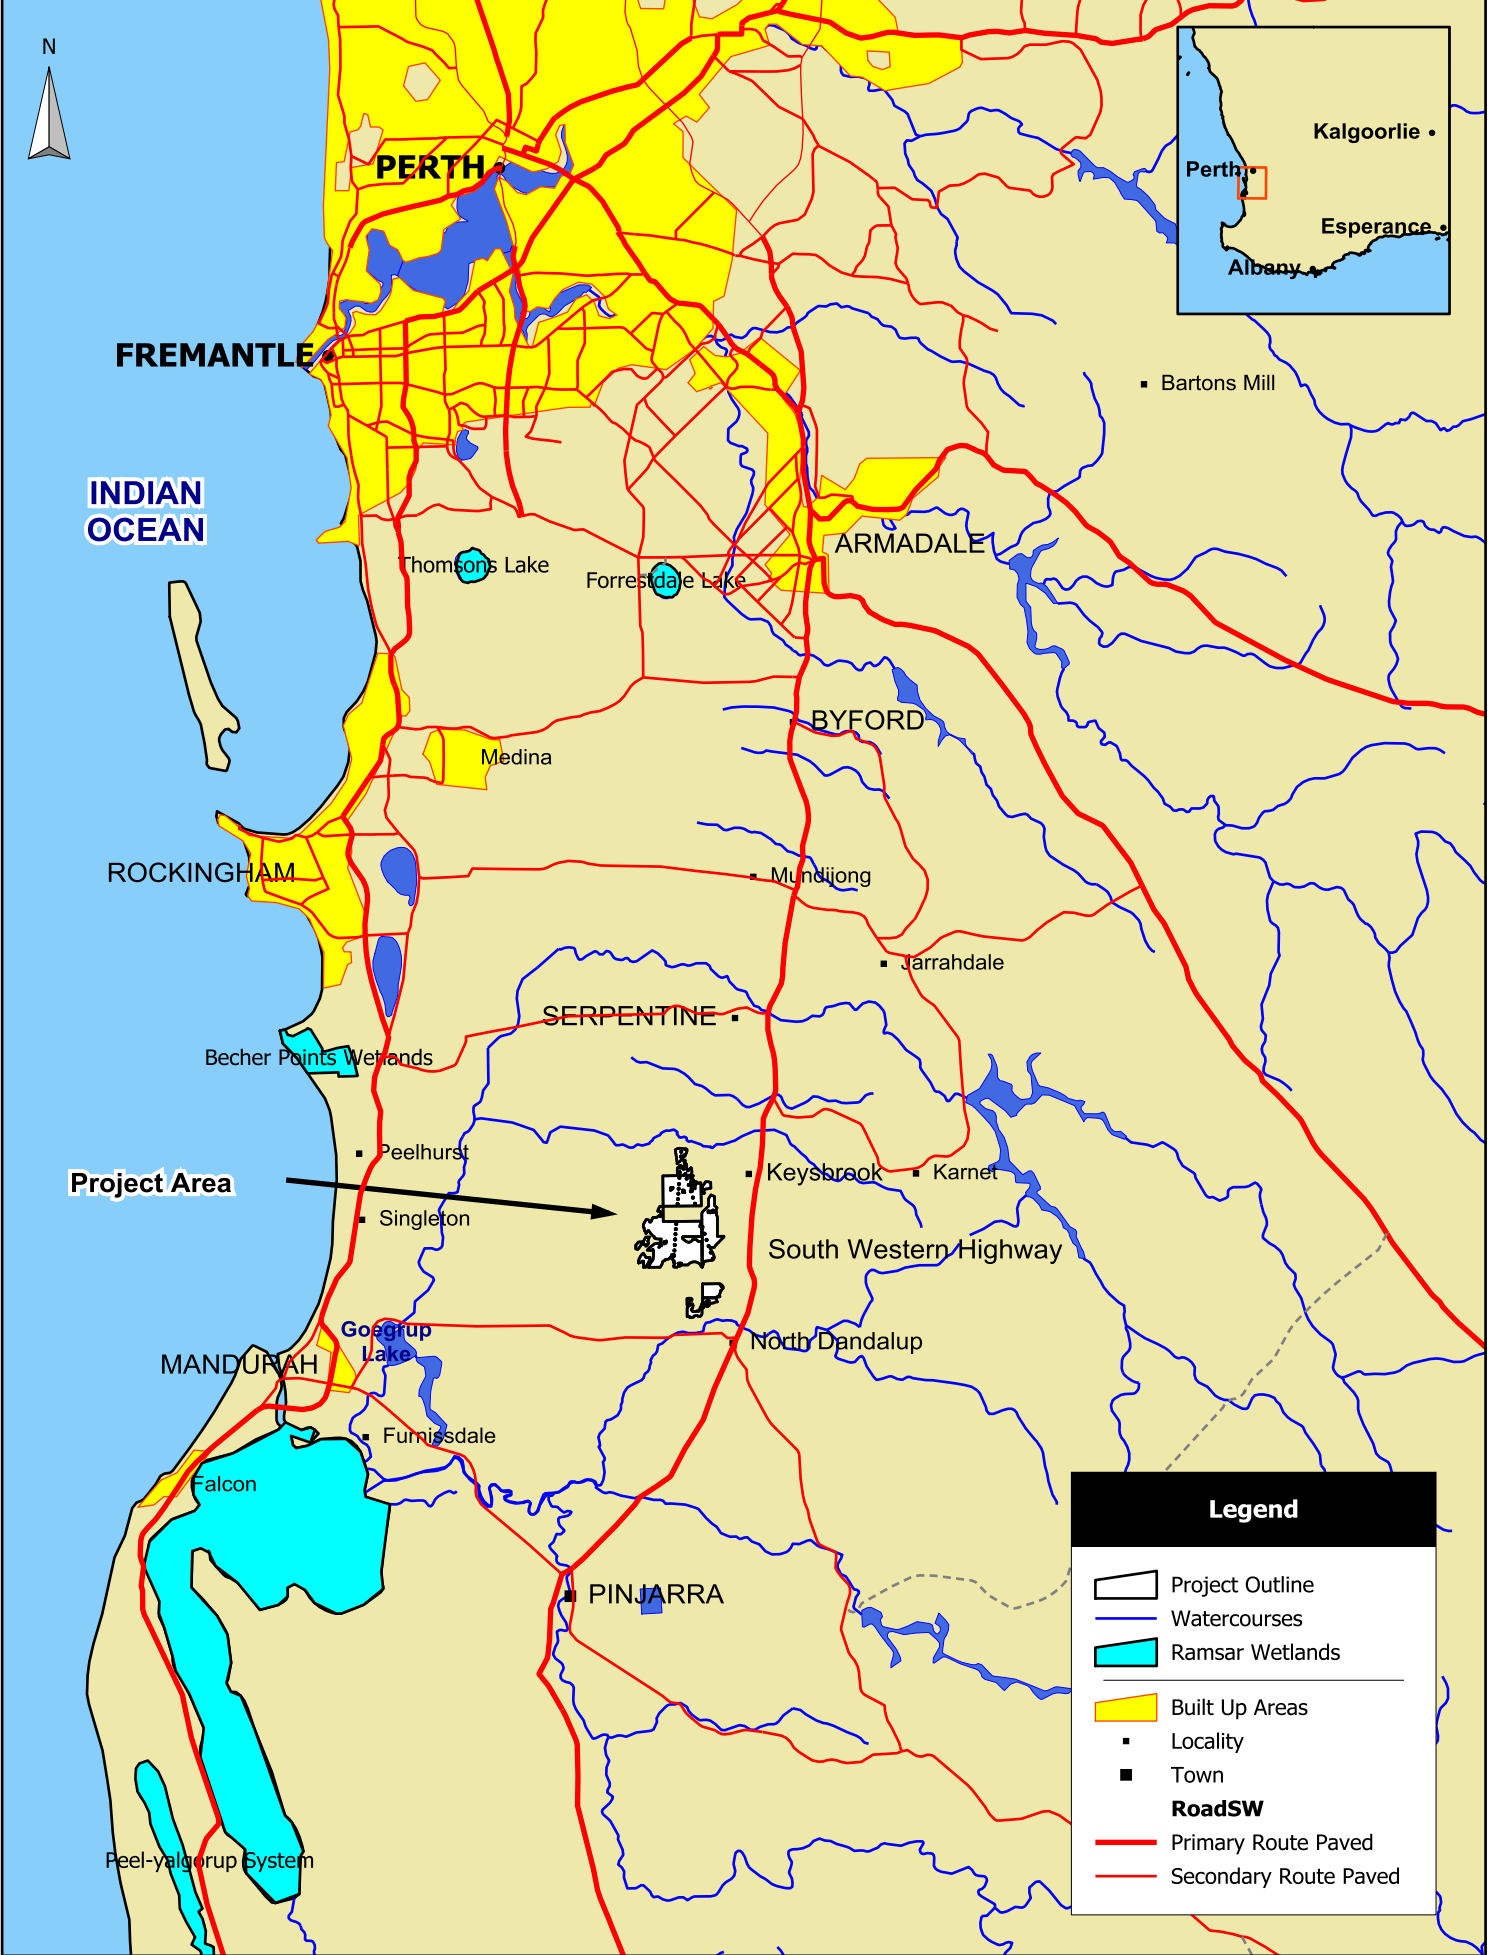 N
Kalgoorlie
Perth
Esperance
Albany
PERTH
FREMANTLE
Bartons Mill
INDIAN
OCEAN
ARMADALE
Thomsons Lake
Forrestdale Lake
BYFORD
Medina
ROCKINGHAM
Mundijong
Jarrahdale
SERPENTINE
Becher Points Wetlands
Peelhurst
Keysbrook
Karnet
Project Area
Singleton
South Western Highway
Goegrup
Lake
North Dandalup
MANDURAH
Furnissdale
Falcon
PINJARRA
Peel-yalgorup System
Legend
Project Outline
Watercourses
Ramsar Wetlands
Built Up Areas
Locality
Town
RoadSW
Primary Route Paved
Secondary Route Paved